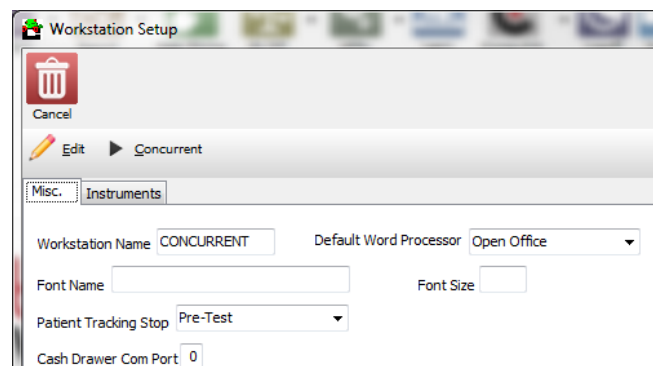 Workstation Setup
Cancel
Edit Concurrent
Misc. Instruments
Workstation Name CONCURRENT Default Word Processor Open Office
Font Name Font Size
Patient Tracking Stop Pre-Test
Cash Drawer Com Port 0